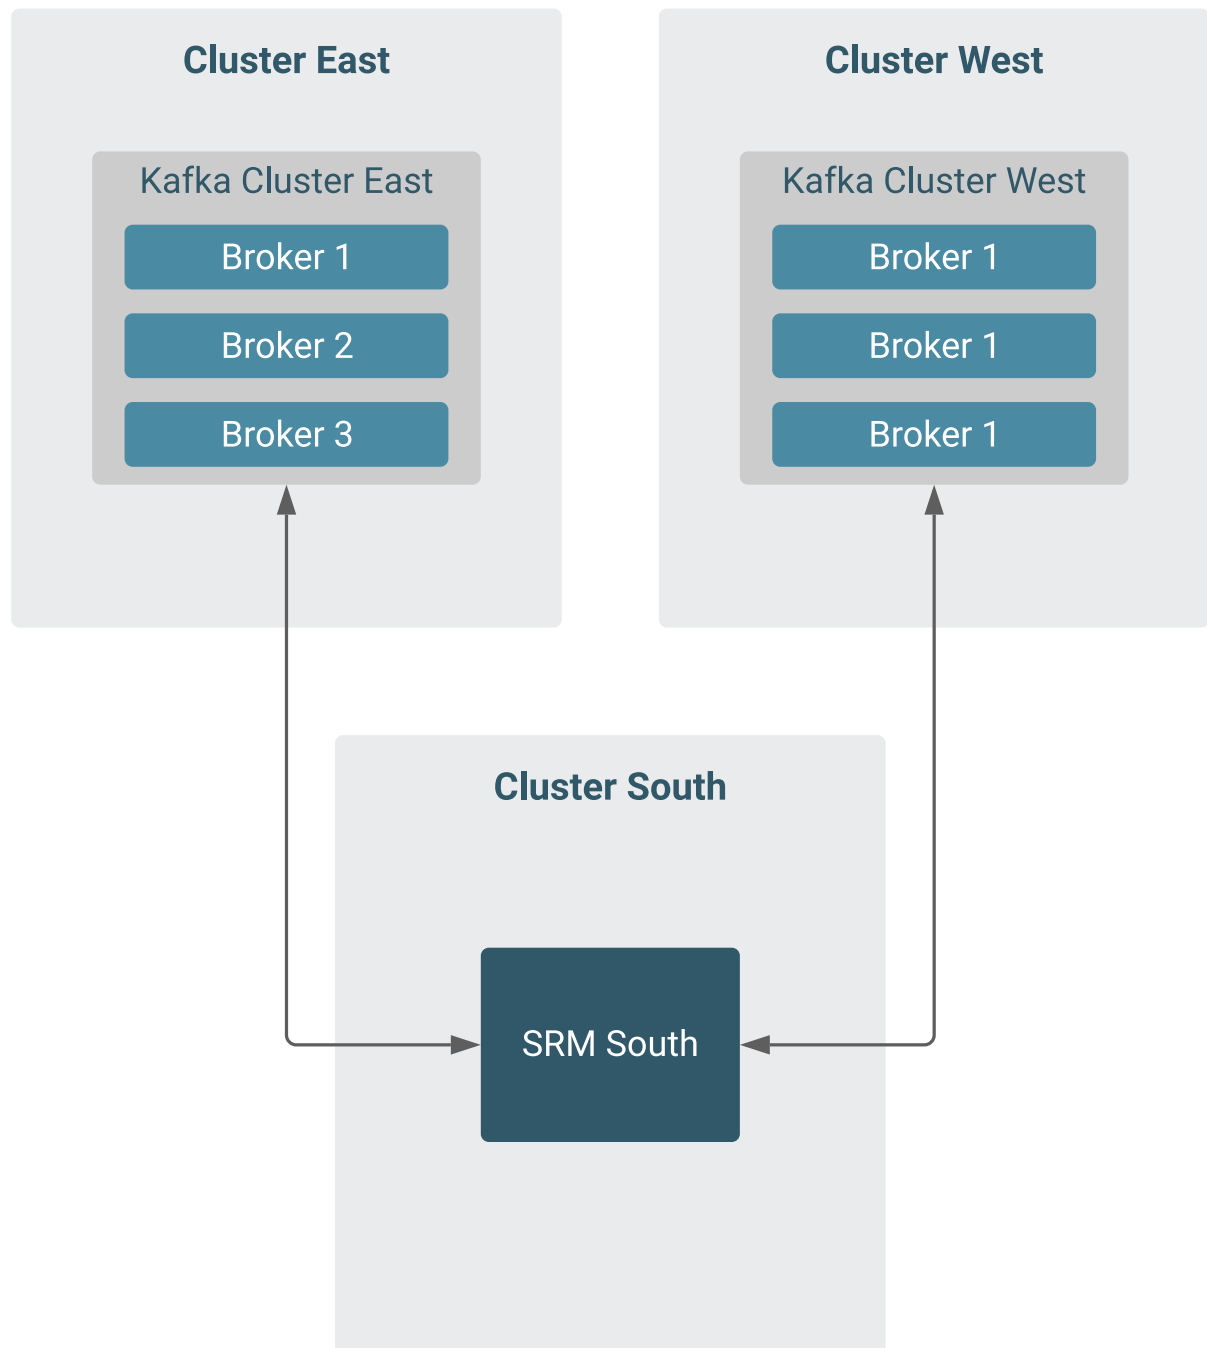 Cluster East
Kafka Cluster East
Broker 1
Broker 2
Broker 3
Cluster West
Kafka Cluster West
Broker 1
Broker 1
Broker 1
Cluster South
SRM South